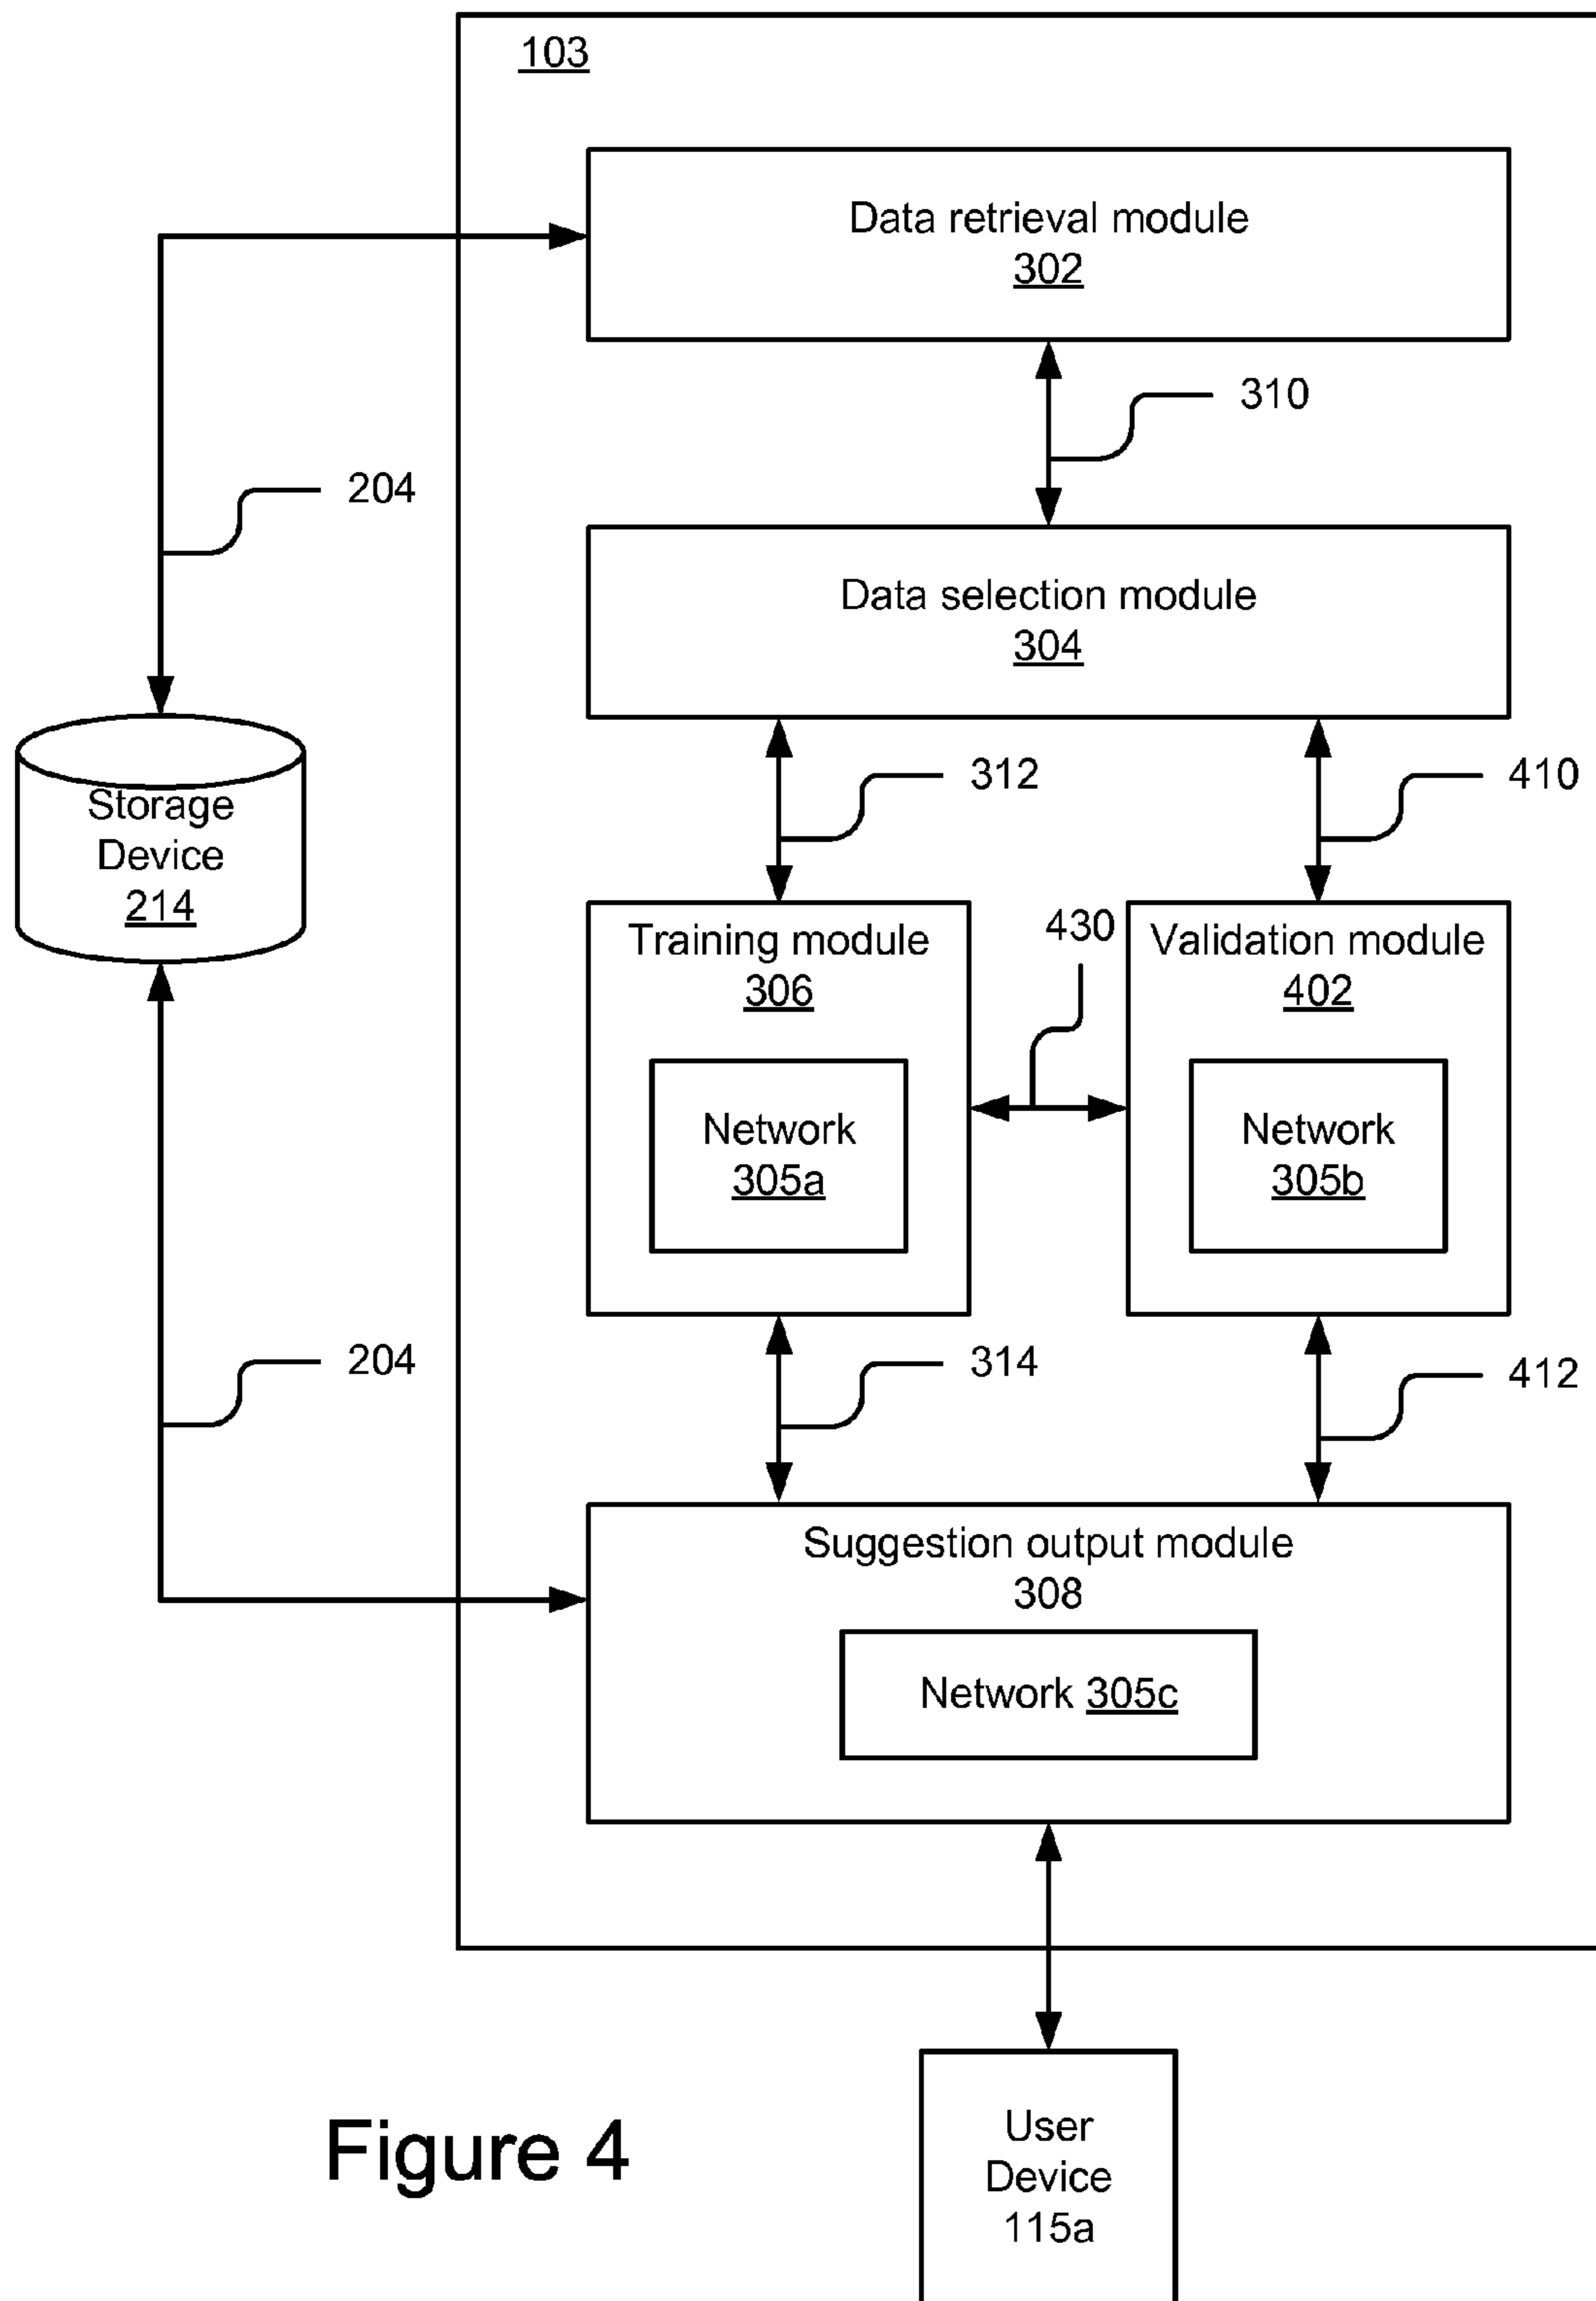 103
Data retrieval module
302
310
204
Data selection module
304
312
410
Storage
Device
214
Training module
306
430
Validation module
402
Network
305a
Network
305b
204
314
412
Suggestion output module
308
Network 305c
Figure 4
User
Device
115a